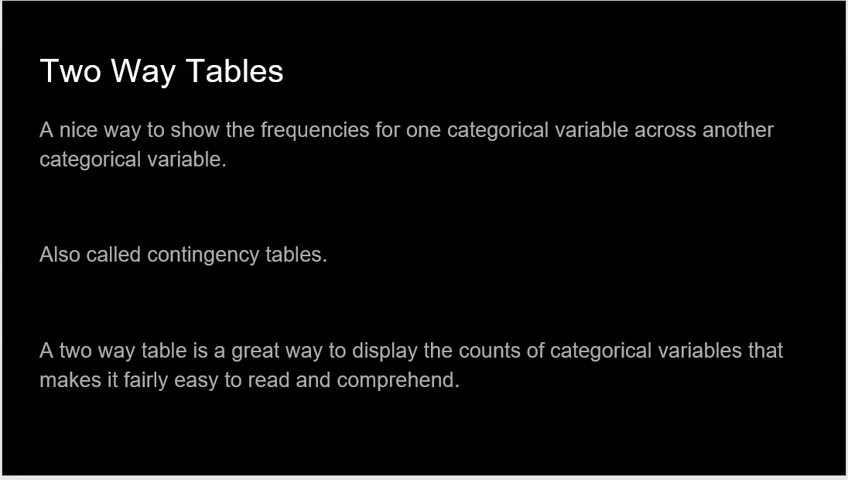 Two Way Tables
A nice way to show the frequencies for one categorical variable across another
categorical variable.
Also called contingency tables.
A two way table is a great way to display the counts of categorical variables that
makes it fairly easy to read and comprehend.